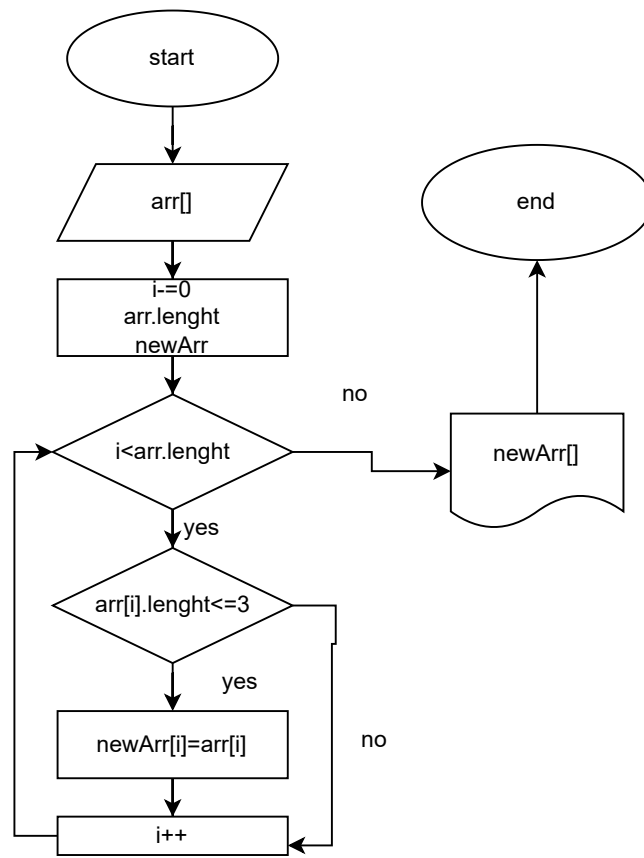 start
arr[]
i-=0
arr.lenght
newArr
i<arr.lenght
no
yes
arr[i].lenght<=3
yes
newArr[i]=arr[i]
no
i++
newArr[]
end